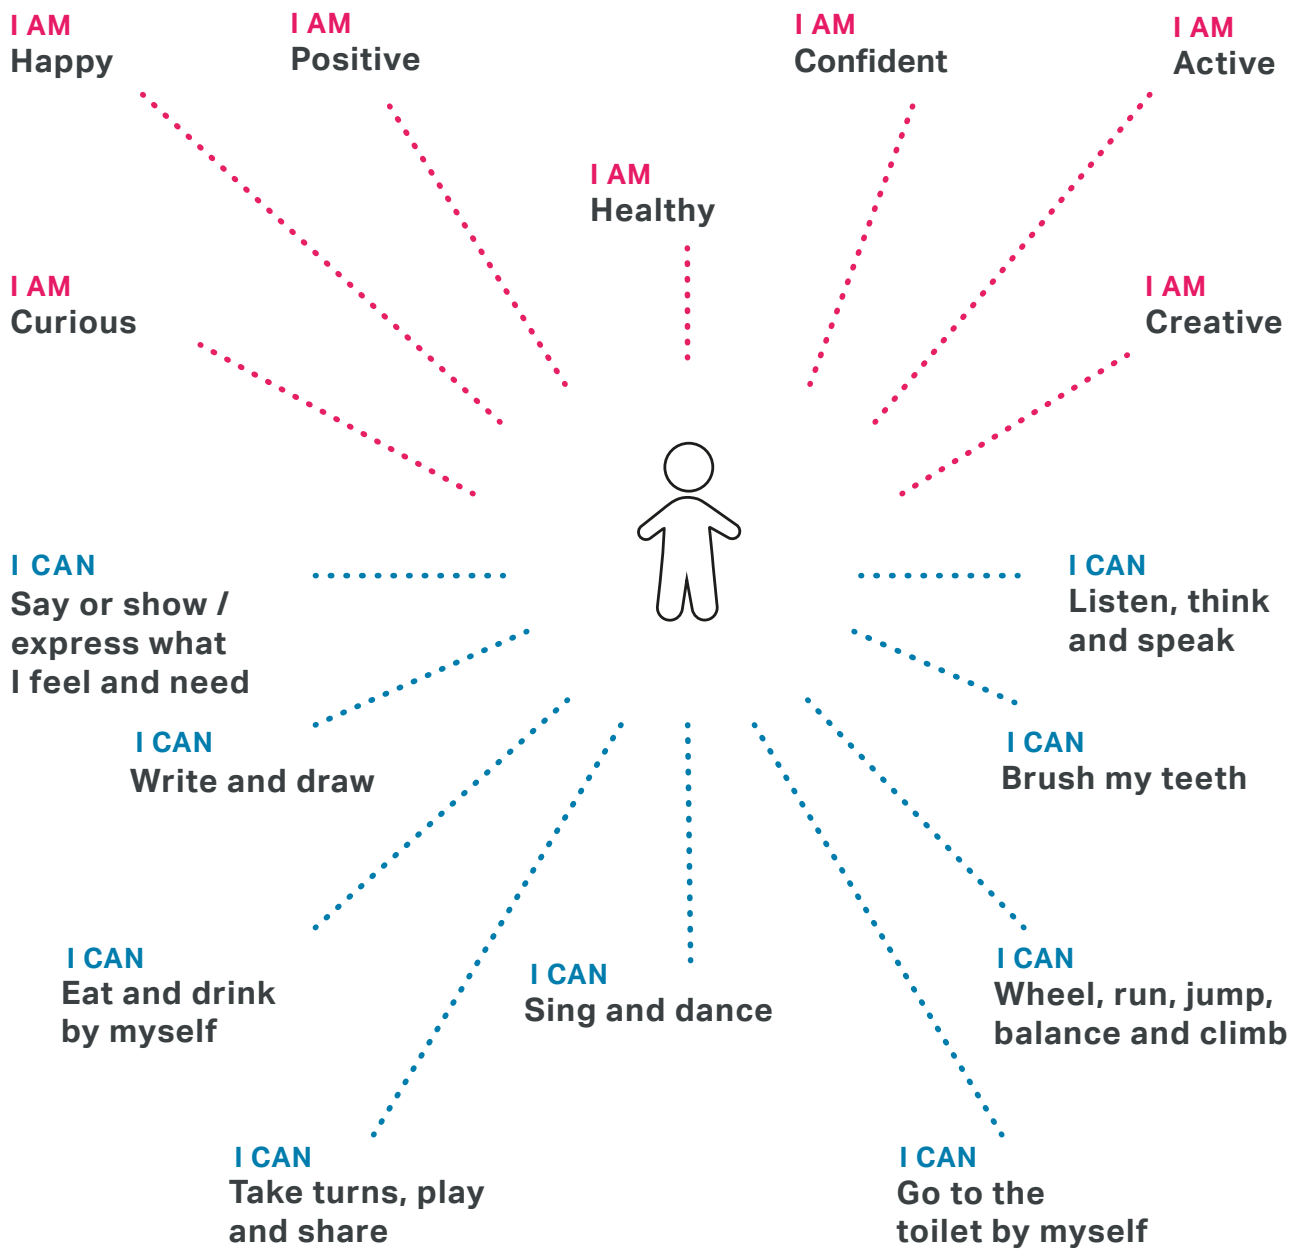 I AM
Happy
I AM
Positive
I AM
Confident
I AM
Active
I AM
Healthy
I AM
Curious
I AM
Creative
I CAN
Say or show /
express what
I feel and need
I CAN
Listen, think
and speak
I CAN
Write and draw
I CAN
Brush my teeth
I CAN
Eat and drink
by myself
I CAN
Sing and dance
I CAN
Wheel, run, jump,
balance and climb
I CAN
Take turns, play
and share
I CAN
Go to the
toilet by myself